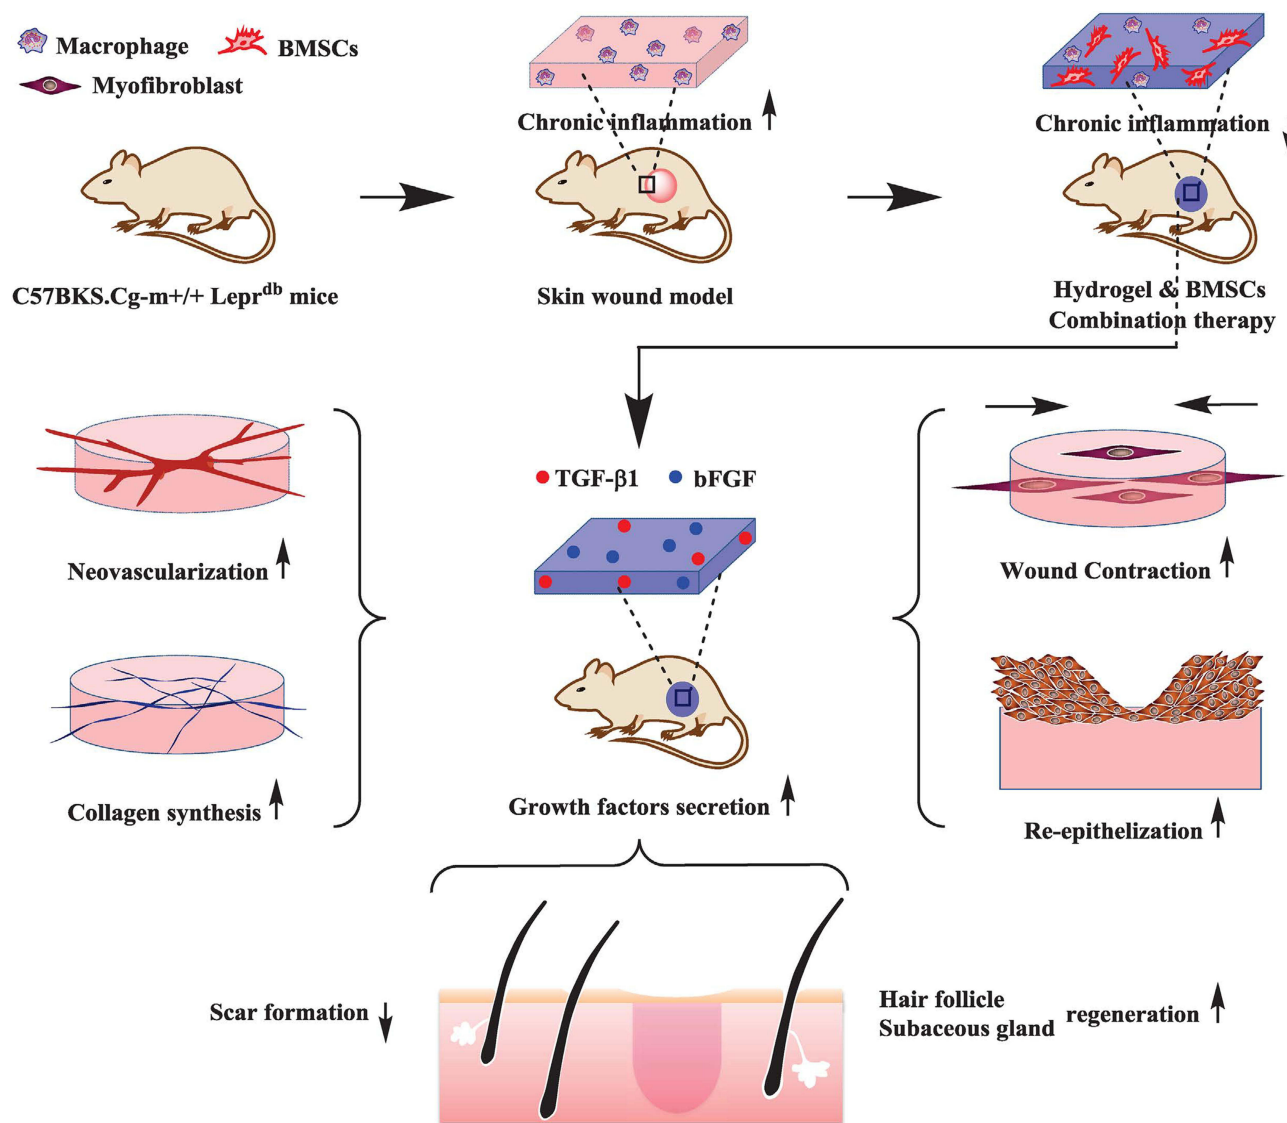 Macrophage
BMSCs
Myofibroblast
Chronic inflammation
Chronic inflammation
C57BKS.Cg-m+/+ Lepr^db mice
Skin wound model
Hydrogel & BMSCs
Combination therapy
TGF-β1
bFGF
Neovascularization
Wound Contraction
Collagen synthesis
Growth factors secretion
Re-epithelization
Scar formation
Hair follicle
Subaceous gland
regeneration